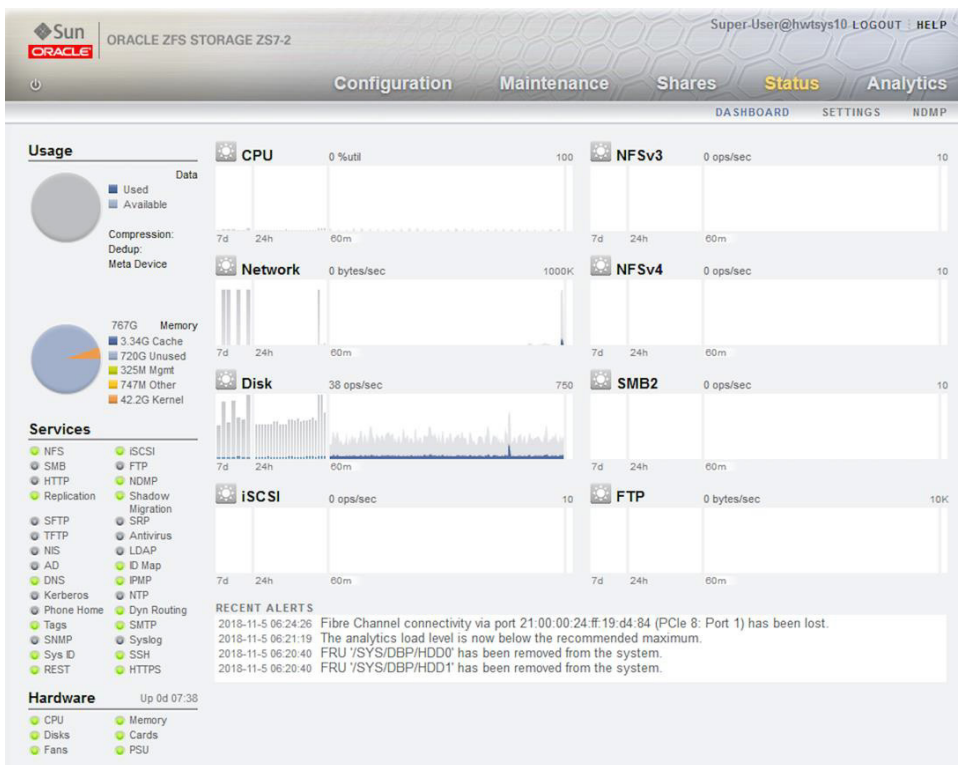 Sun
ORACLE
ORACLE ZFS STORAGE ZS7-2
Super-User@hwtsys10 LOGOUT HELP
Configuration Maintenance Shares Status Analytics
DASHBOARD SETTINGS NDMP
Usage
Data
Used
Available
Compression:
Dedup:
Meta Device
767G Memory
3.34G Cache
720G Unused
325M Mgmt
747M Other
42.2G Kernel
Services
NFS iSCSI
SMB FTP
HTTP NDMP
Replication Shadow Migration
SFTP SRP
TFTP Antivirus
NIS LDAP
AD ID Map
DNS IPMP
Kerberos NTP
Phone Home Dyn Routing
Tags SMTP
SNMP Syslog
Sys ID SSH
REST HTTPS
Hardware Up 0d 07:38
CPU Memory
Disks Cards
Fans PSU
CPU 0 %util 100
7d 24h 60m
NFSv3 0 ops/sec 10
7d 24h 60m
Network 0 bytes/sec 1000K
7d 24h 60m
NFSv4 0 ops/sec 10
7d 24h 60m
Disk 38 ops/sec 750
7d 24h 60m
SMB2 0 ops/sec 10
7d 24h 60m
iSCSI 0 ops/sec 10
7d 24h 60m
FTP 0 bytes/sec 10K
7d 24h 60m
RECENT ALERTS
2018-11-5 06:24:26 Fibre Channel connectivity via port 21:00:00:24:ff:19:d4:84 (PCIe 8: Port 1) has been lost.
2018-11-5 06:21:19 The analytics load level is now below the recommended maximum.
2018-11-5 06:20:40 FRU '/SYS/DBP/HDD0' has been removed from the system.
2018-11-5 06:20:40 FRU '/SYS/DBP/HDD1' has been removed from the system.